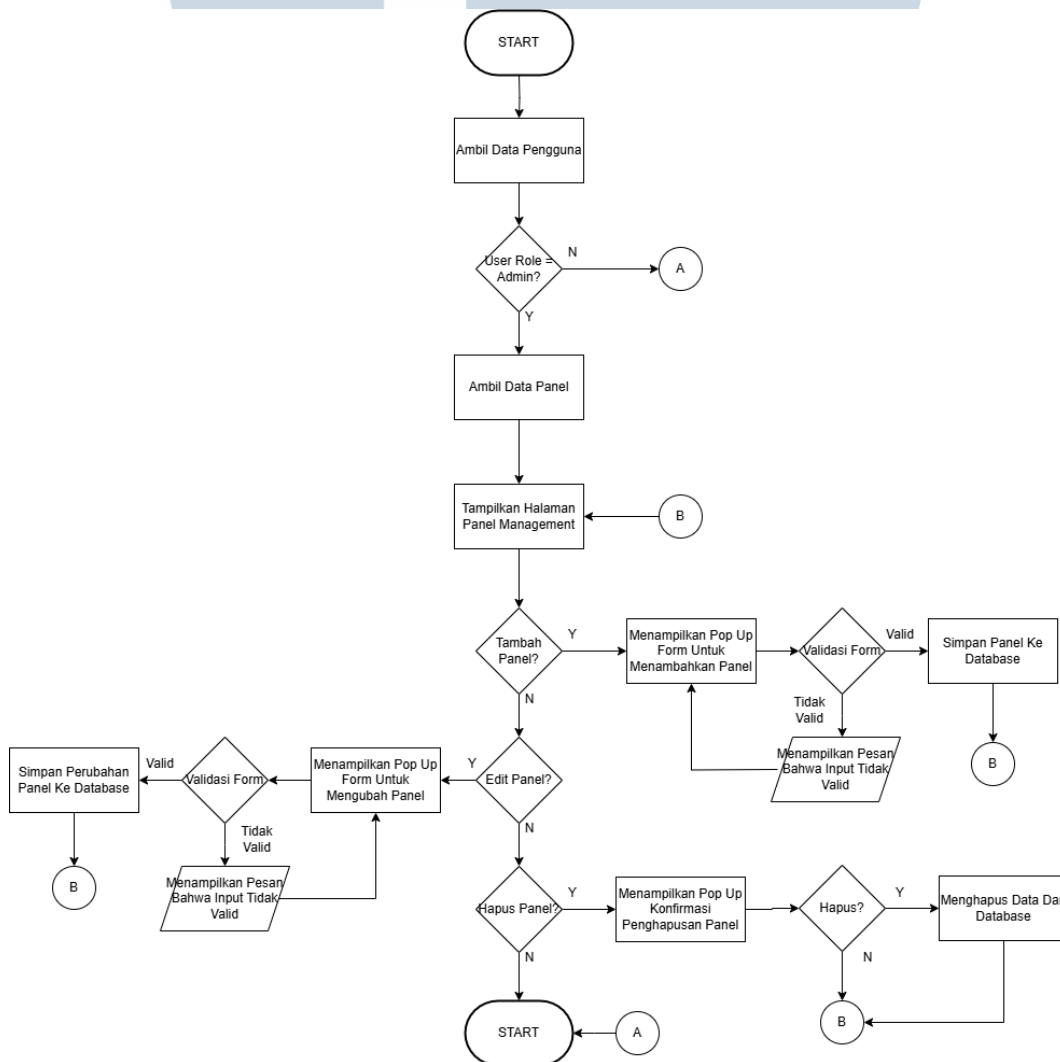 START
Ambil Data Pengguna
User Role =
Admin?
N
A
Y
Ambil Data Panel
Tampilkan Halaman
Panel Management
B
Tambah
Panel?
Y
Menampilkan Pop Up
Form Untuk
Menambahkan Panel
Validasi Form
Valid
Simpan Panel Ke
Database
N
Tidak
Valid
Menampilkan Pesan
Bahwa Input Tidak
Valid
B
Edit Panel?
Y
Menampilkan Pop Up
Form Untuk
Mengubah Panel
Validasi Form
Valid
Simpan Perubahan
Panel Ke Database
N
Tidak
Valid
Menampilkan Pesan
Bahwa Input Tidak
Valid
B
Hapus Panel?
Y
Menampilkan Pop Up
Konfirmasi
Penghapusan Panel
Hapus?
Y
Menghapus Data Dar
Database
N
N
B
START
A